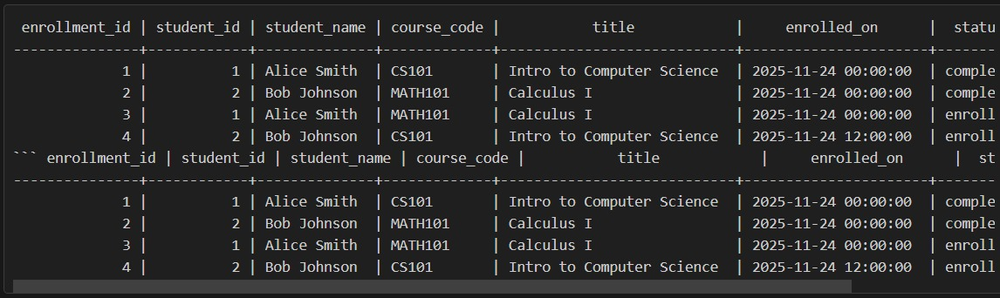 enrollment_id | student_id | student_name | course_code |           title            |     enrolled_on      |  statu
---------------+------------+--------------+-------------+----------------------------+----------------------+-------
             1 |          1 | Alice Smith  | CS101       | Intro to Computer Science  | 2025-11-24 00:00:00  | comple
             2 |          2 | Bob Johnson  | MATH101     | Calculus I                 | 2025-11-24 00:00:00  | comple
             3 |          1 | Alice Smith  | MATH101     | Calculus I                 | 2025-11-24 00:00:00  | enroll
             4 |          2 | Bob Johnson  | CS101       | Intro to Computer Science  | 2025-11-24 12:00:00  | enroll
``` enrollment_id | student_id | student_name | course_code |           title            |     enrolled_on      |  st
---------------+------------+--------------+-------------+----------------------------+----------------------+-------
             1 |          1 | Alice Smith  | CS101       | Intro to Computer Science  | 2025-11-24 00:00:00  | comple
             2 |          2 | Bob Johnson  | MATH101     | Calculus I                 | 2025-11-24 00:00:00  | comple
             3 |          1 | Alice Smith  | MATH101     | Calculus I                 | 2025-11-24 00:00:00  | enroll
             4 |          2 | Bob Johnson  | CS101       | Intro to Computer Science  | 2025-11-24 12:00:00  | enroll